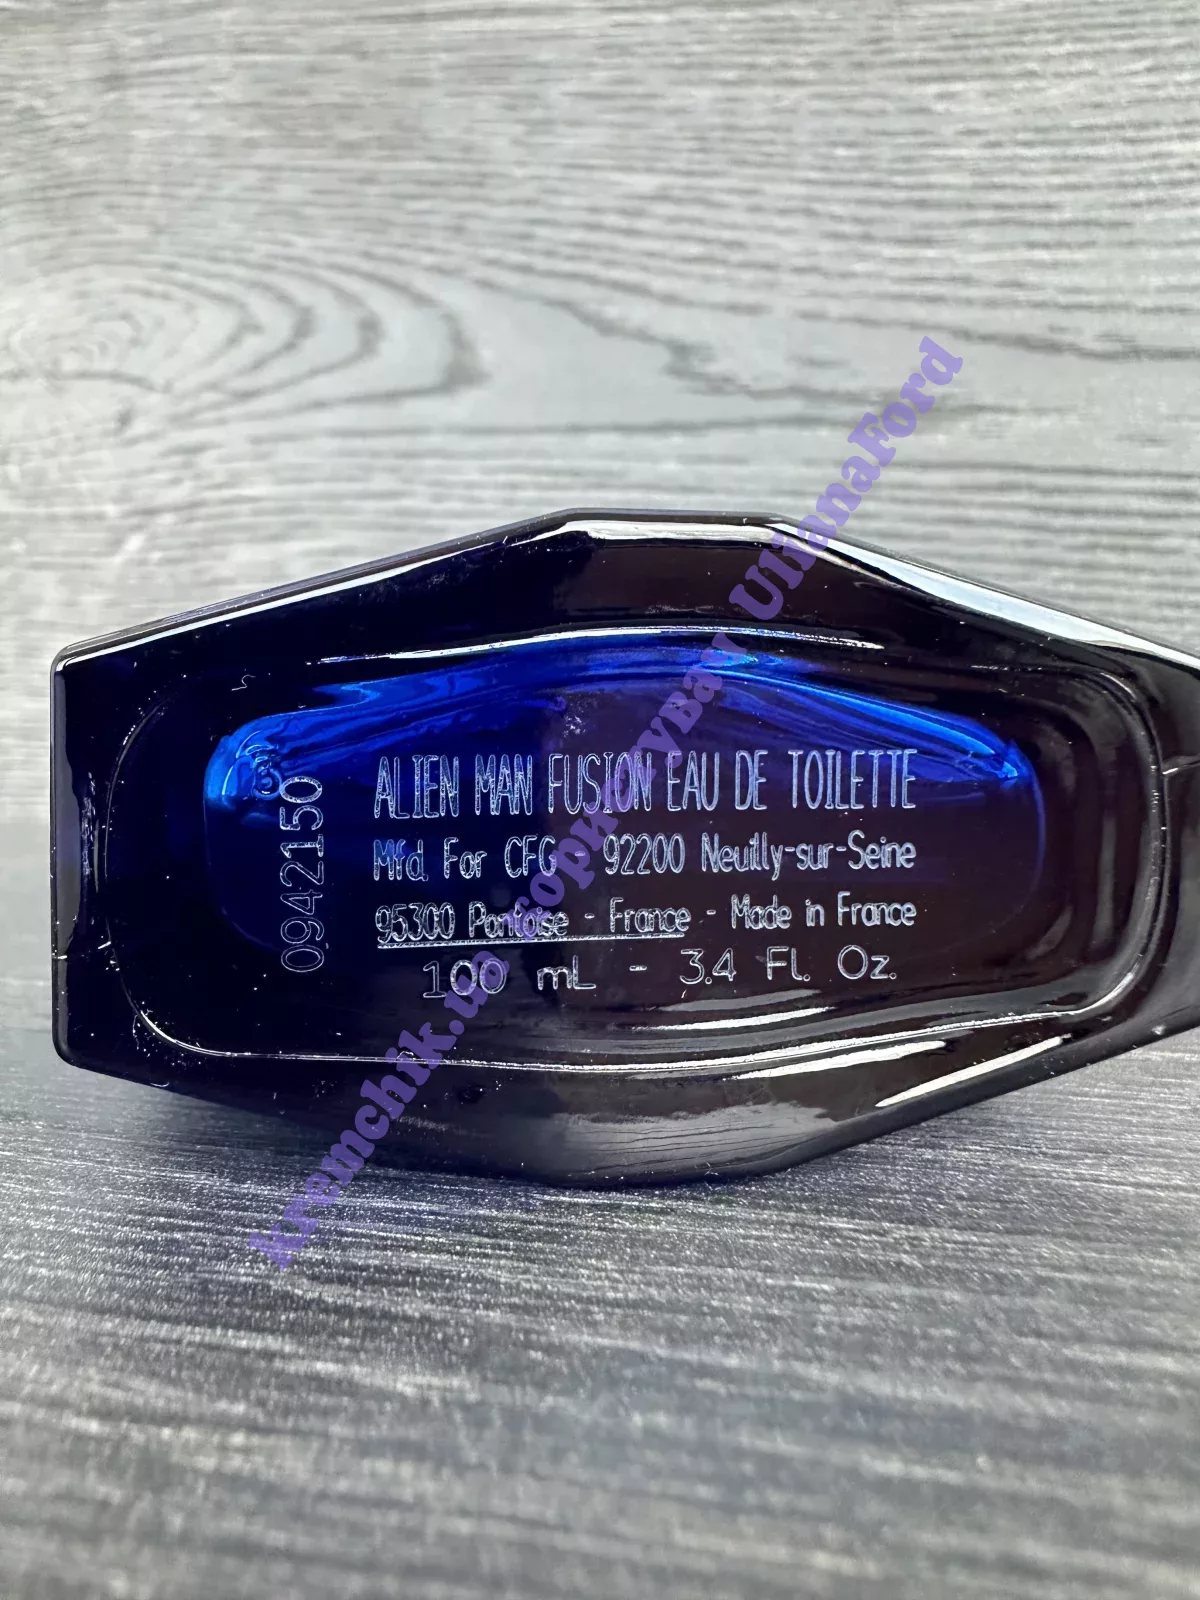 ALIEN MAN FUSION EAU DE TOILETTE
Mfd. For CFG - 92200 Neuilly-sur-Seine
95300 Pontoise - France - Made in France
100 mL - 3.4 Fl. Oz.
0942150
kremchik.ua UlianaFord